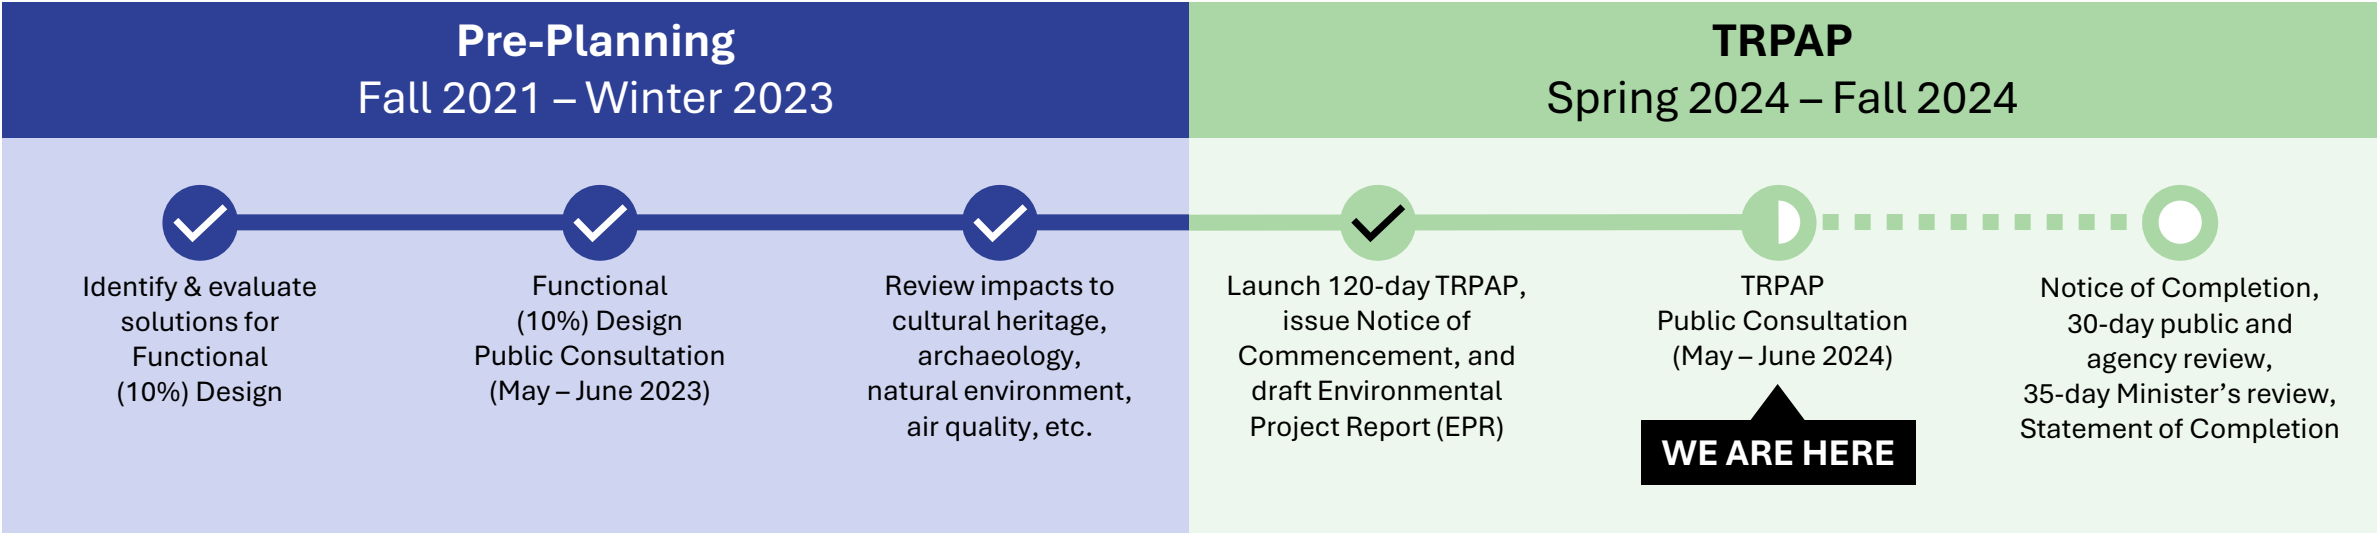 Pre-Planning
Fall 2021 – Winter 2023
TRPAP
Spring 2024 – Fall 2024
Identify & evaluate
solutions for
Functional
(10%) Design
Functional
(10%) Design
Public Consultation
(May – June 2023)
Review impacts to
cultural heritage,
archaeology,
natural environment,
air quality, etc.
Launch 120-day TRPAP,
issue Notice of
Commencement, and
draft Environmental
Project Report (EPR)
TRPAP
Public Consultation
(May – June 2024)
WE ARE HERE
Notice of Completion,
30-day public and
agency review,
35-day Minister’s review,
Statement of Completion